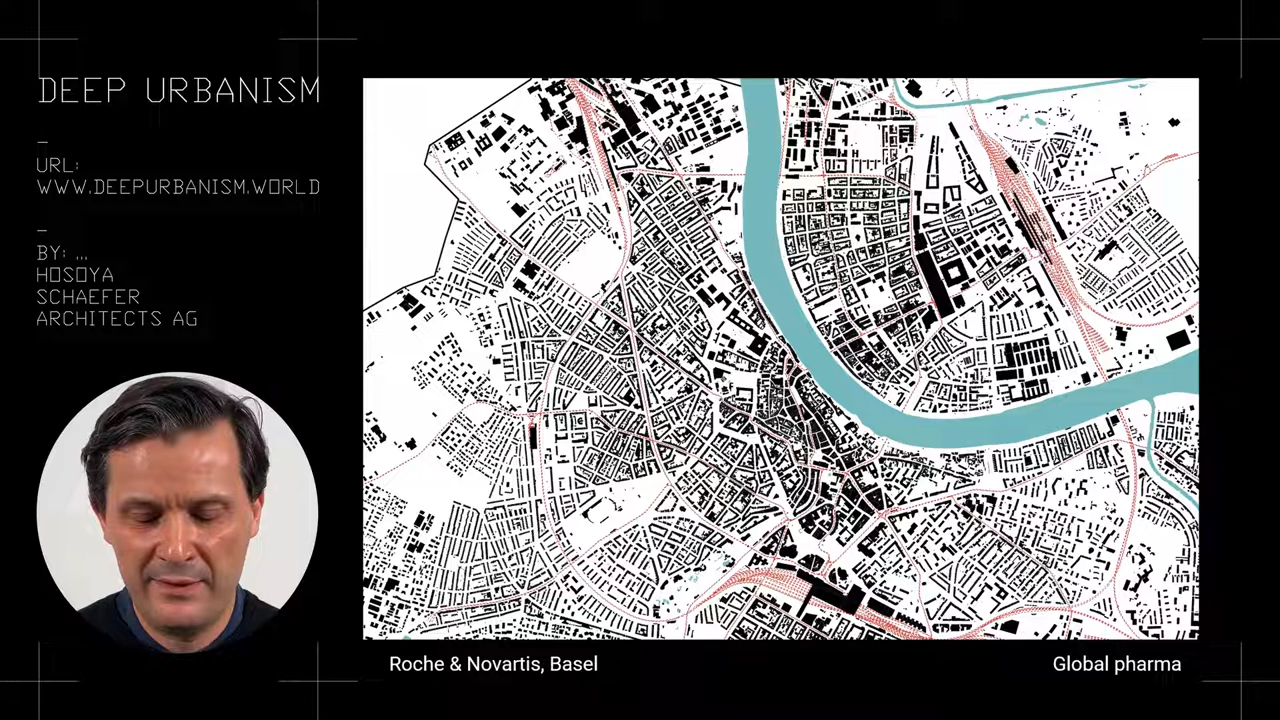 DEEP URBANISM
–
URL:
WWW.DEEPURBANISM.WORLD
–
BY: ...
HOSOYA
SCHAEFER
ARCHITECTS AG
Roche & Novartis, Basel
Global pharma